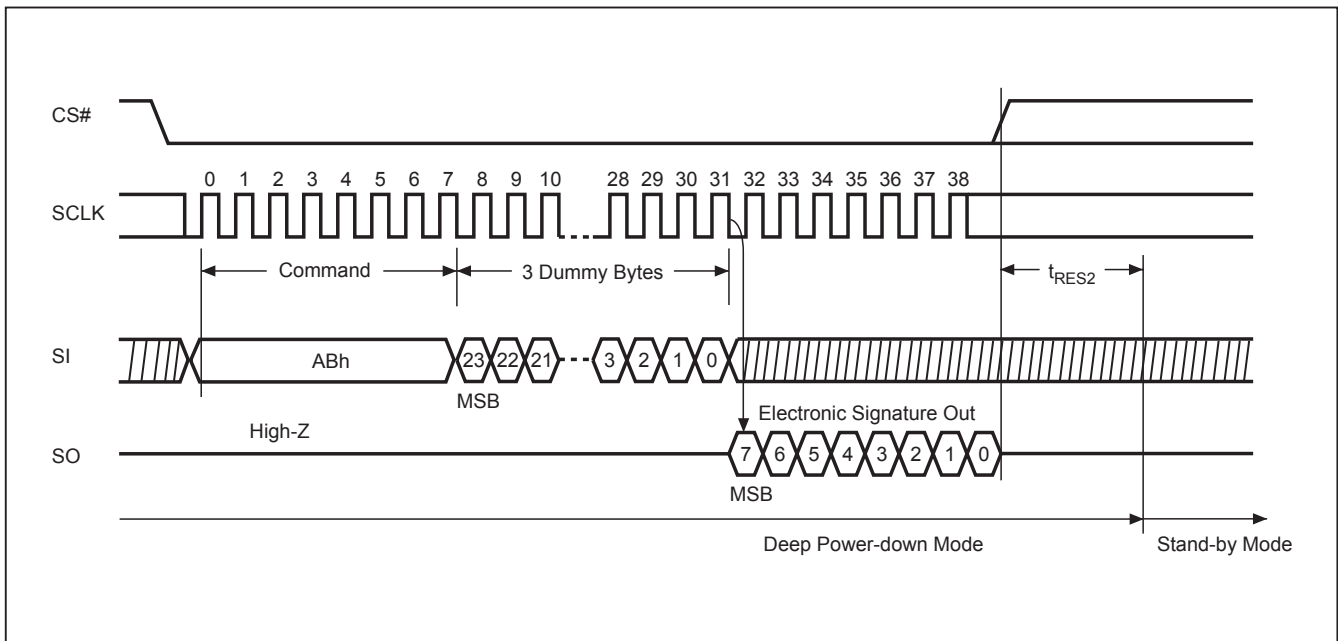 CS#
0 1 2 3 4 5 6 7 8 9 10 28 29 30 31 32 33 34 35 36 37 38
SCLK
Command 3 Dummy Bytes tRES2
SI ABh 23 22 21 3 2 1 0
MSB
Electronic Signature Out
High-Z
SO 7 6 5 4 3 2 1 0
MSB
Deep Power-down Mode Stand-by Mode